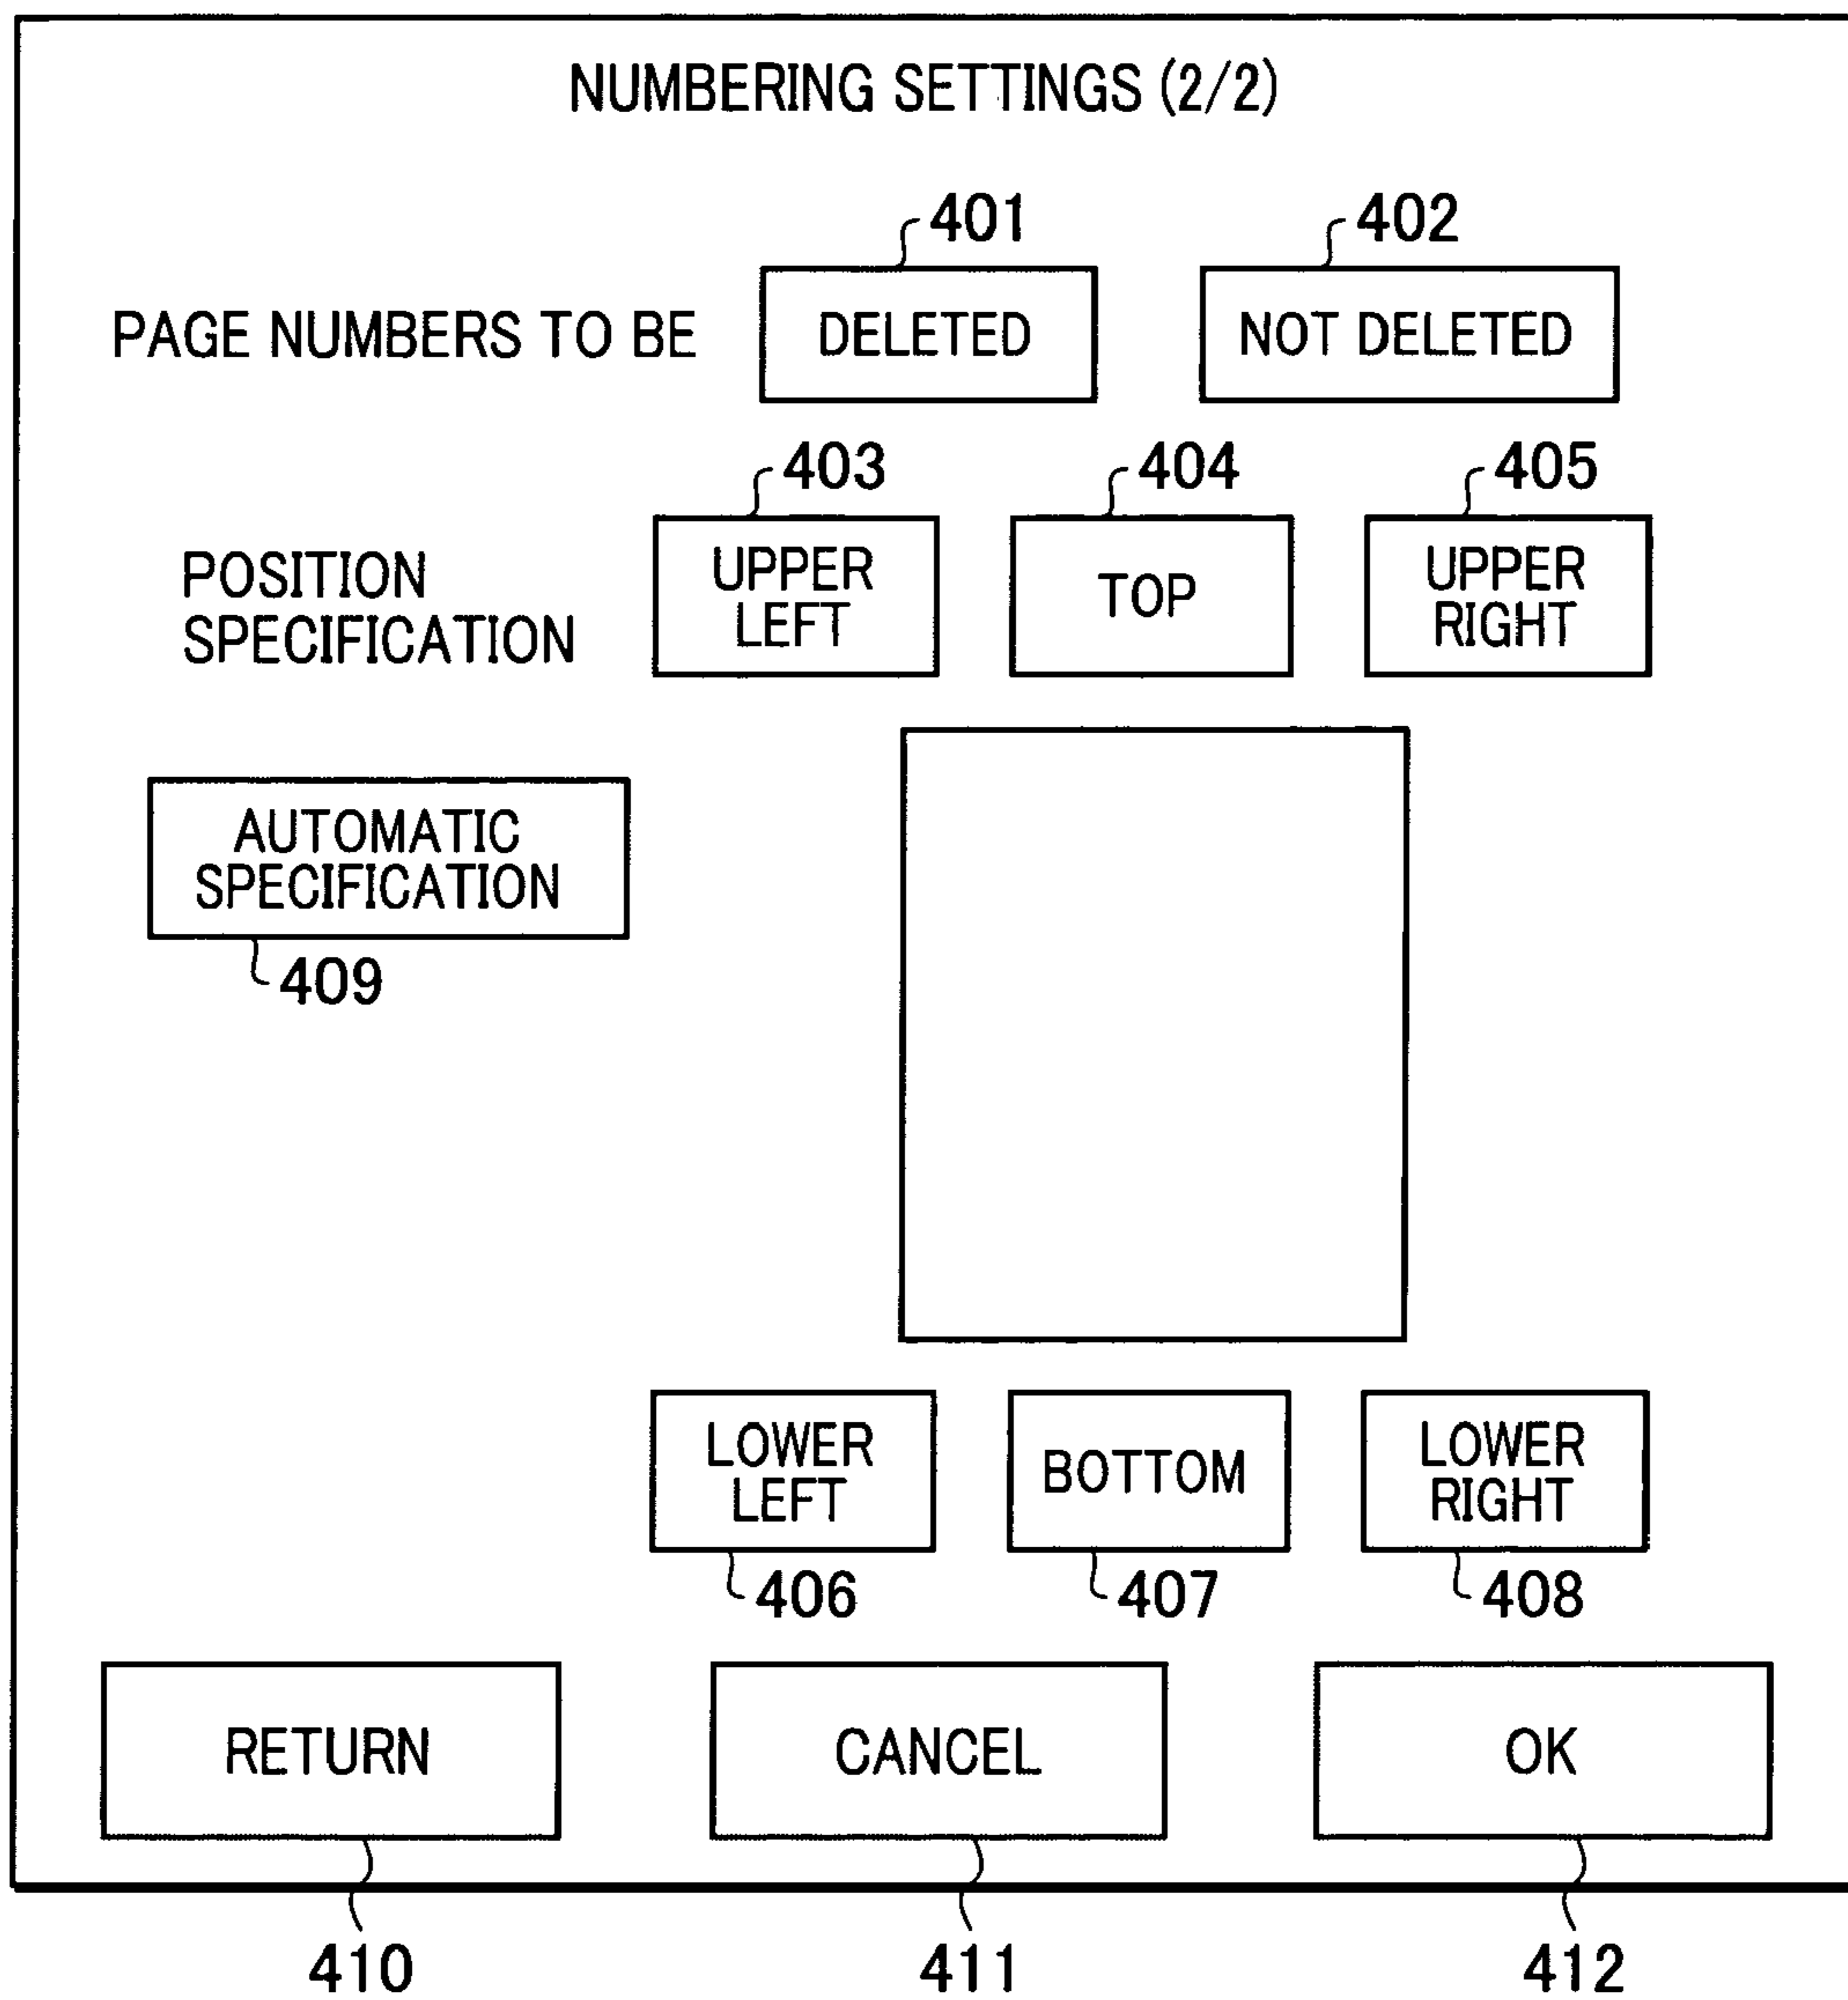 NUMBERING SETTINGS (2/2)
401
402
PAGE NUMBERS TO BE
DELETED
NOT DELETED
403
404
405
POSITION
SPECIFICATION
UPPER
LEFT
TOP
UPPER
RIGHT
AUTOMATIC
SPECIFICATION
409
LOWER
LEFT
BOTTOM
LOWER
RIGHT
406
407
408
RETURN
CANCEL
OK
410
411
412